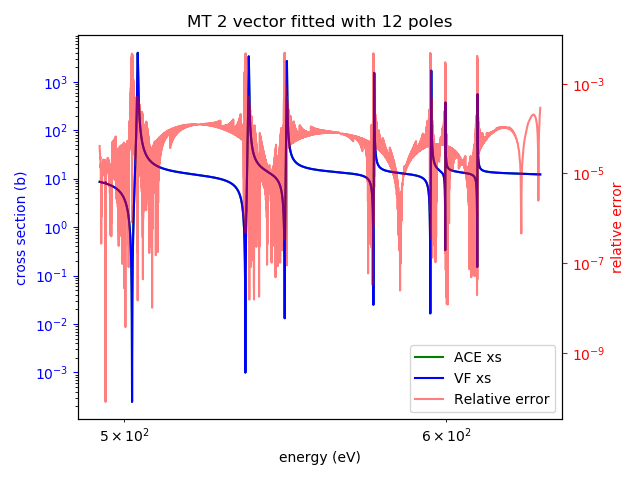 MT 2 vector fitted with 12 poles
cross section (b)
10³
10²
10¹
10⁰
10⁻¹
10⁻²
10⁻³
10⁻³
10⁻⁵
10⁻⁷
10⁻⁹
relative error
ACE xs
VF xs
Relative error
5 × 10² 6 × 10²
energy (eV)